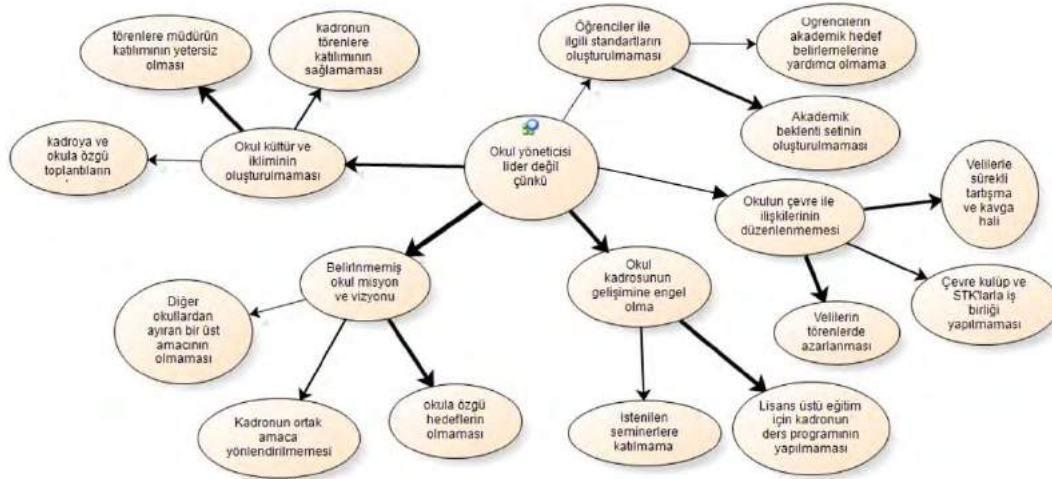 törenlere müdürün
katılımının yetersiz
olması
kadronun
törenlere
katılımının
sağlamaması
kadroya ve
okula özgü
toplantıların
Okul kültür ve
ikliminin
oluşturulmaması
Öğrenciler ile
ilgili standartların
oluşturulmaması
Öğrencilerin
akademik hedef
belirlemelerine
yardımcı olmama
Akademik
beklenti setinin
oluşturulmaması
Okul yöneticisi
lider değil
çünkü
Okulun çevre ile
ilişkilerinin
düzenlenmemesi
Velilerle
sürekli
tartışma
ve kavga
hali
Çevre kulüp ve
STK'larla iş
birliği
yapılmaması
Velilerin
törenlerde
azarlanması
Belirlnmemiş
okul misyon
ve vizyonu
Diğer
okullardan
ayıran bir üst
amacının
olmaması
Kadronun ortak
amaca
yönlendirilmemesi
okula özgü
hedeflerin
olmaması
Okul
kadrosunun
gelişimine engel
olma
Istenilen
seminerlere
katılmama
Lisans üstü eğitim
için kadronun
ders programının
yapılmaması